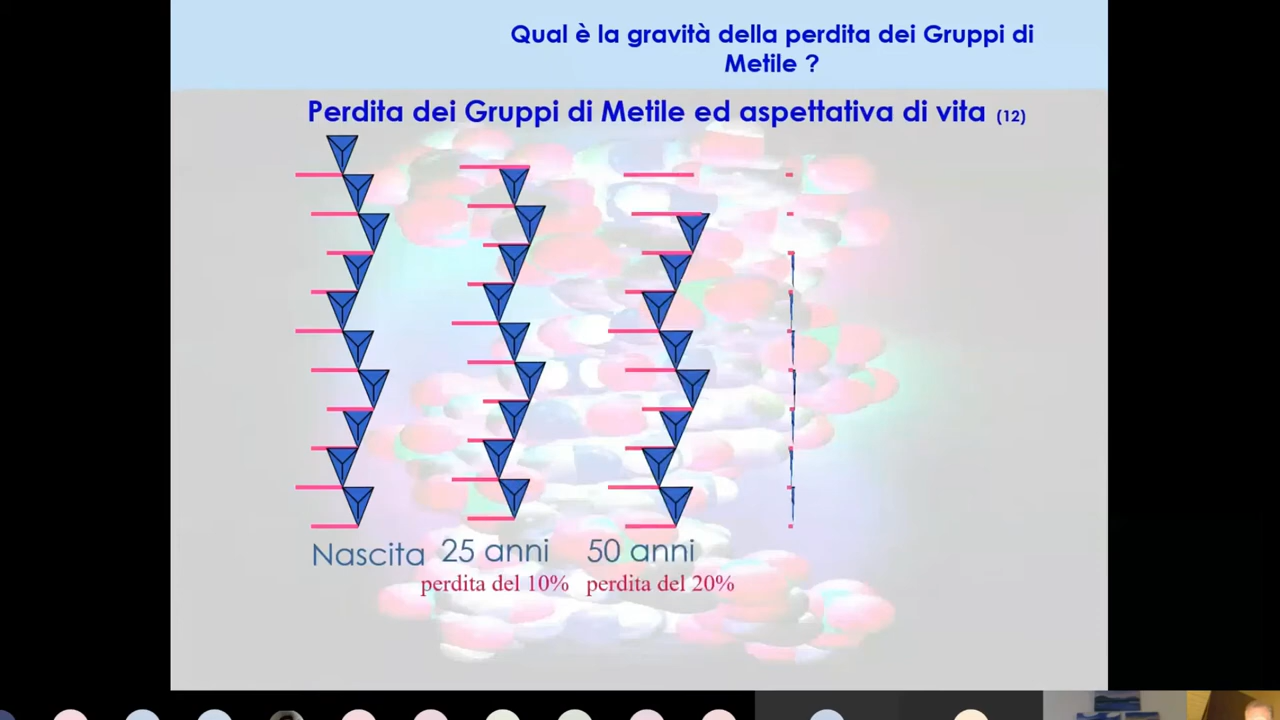 Qual è la gravità della perdita dei Gruppi di
Metile ?
Perdita dei Gruppi di Metile ed aspettativa di vita (12)
Nascita 25 anni 50 anni
perdita del 10% perdita del 20%